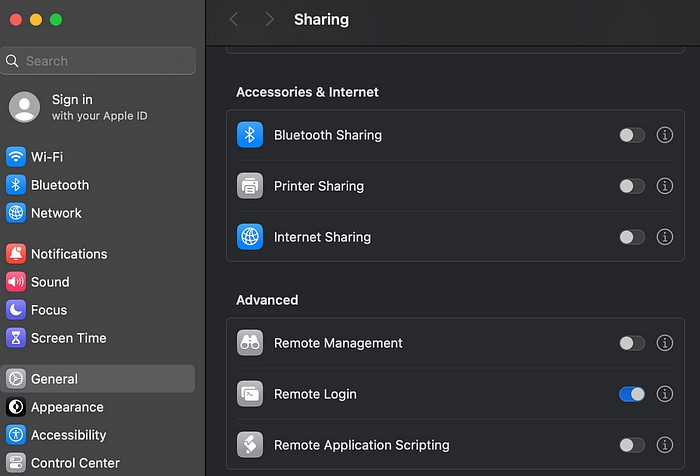 Sharing
Search
Sign in
with your Apple ID
Wi-Fi
Bluetooth
Network
Notifications
Sound
Focus
Screen Time
General
Appearance
Accessibility
Control Center
Accessories & Internet
Bluetooth Sharing
Printer Sharing
Internet Sharing
Advanced
Remote Management
Remote Login
Remote Application Scripting